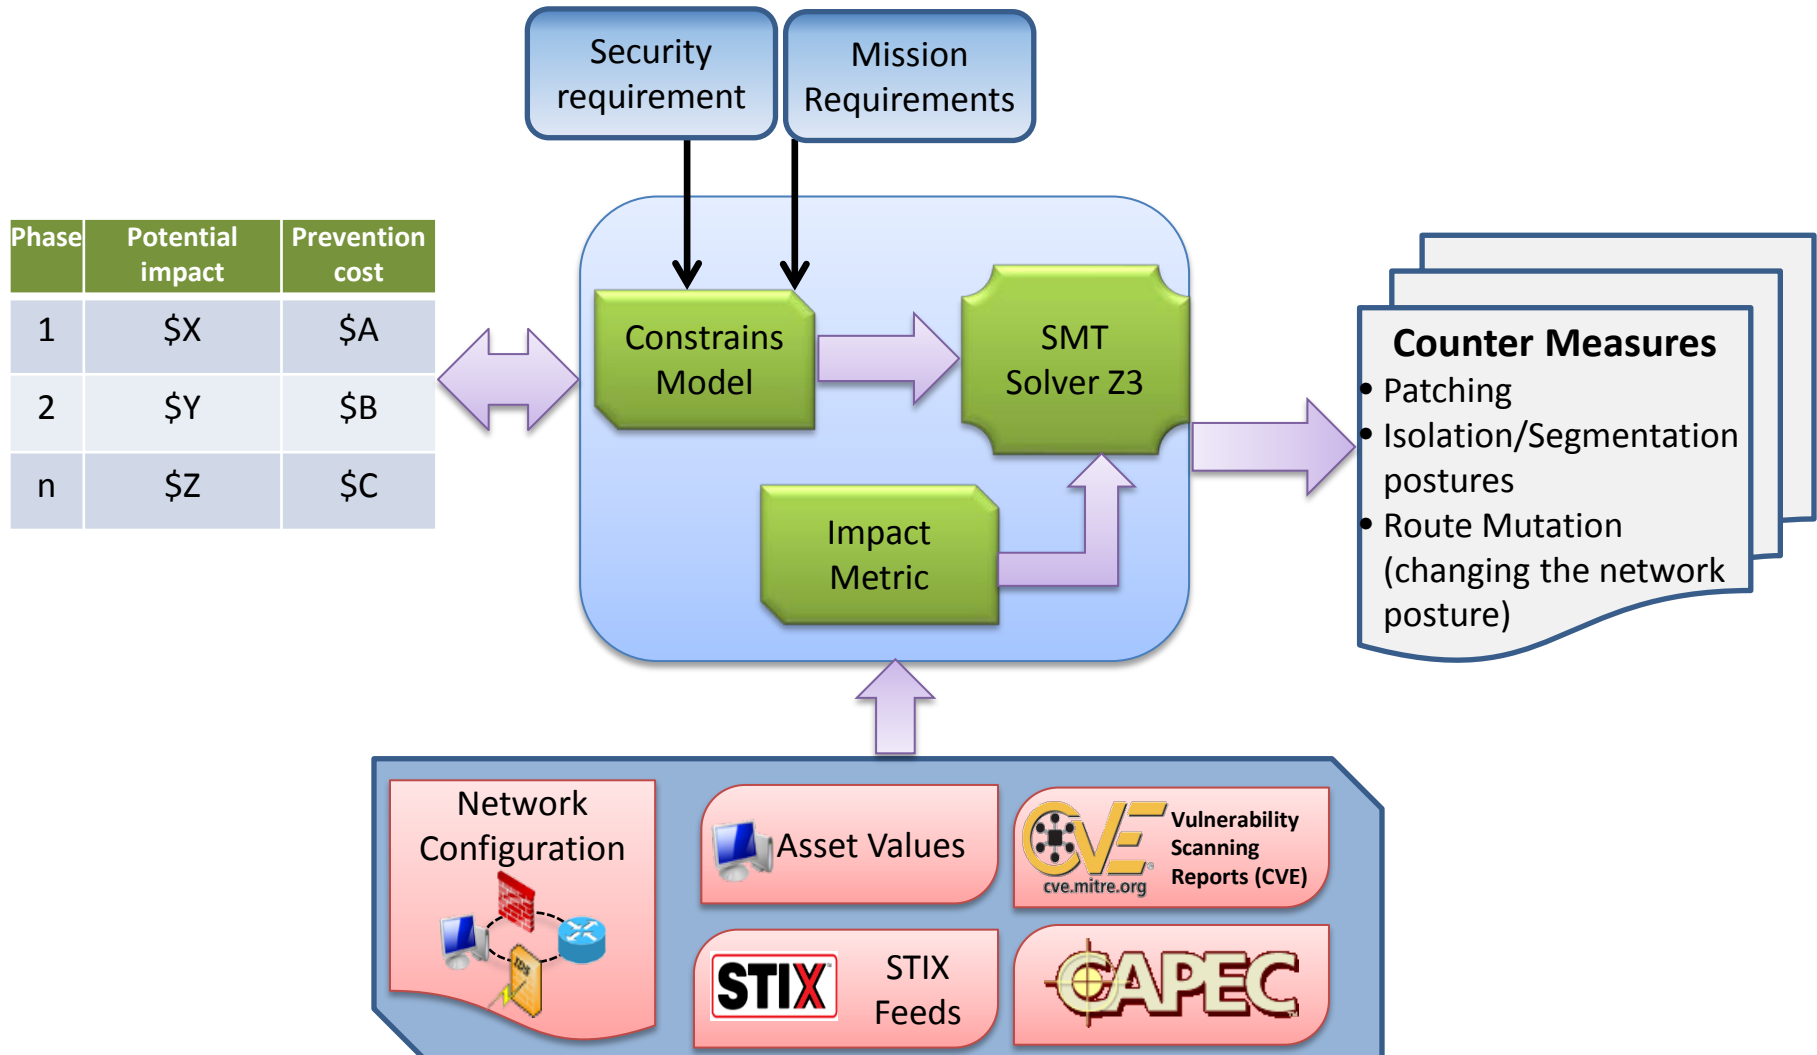 Security
requirement
Mission
Requirements
Phase Potential impact Prevention cost
1 $X $A
2 $Y $B
n $Z $C
Constrains
Model
SMT
Solver Z3
Impact
Metric
Counter Measures
• Patching
• Isolation/Segmentation
postures
• Route Mutation
(changing the network
posture)
Network
Configuration
IDS
Asset Values
CVE
cve.mitre.org
Vulnerability
Scanning
Reports (CVE)
STIX
STIX
Feeds
CAPEC